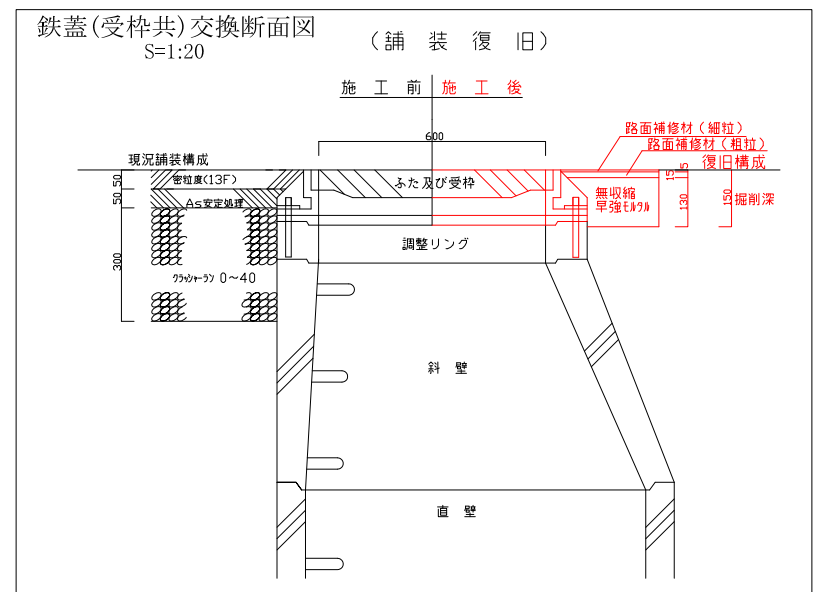 鉄蓋(受枠共)交換断面図
S=1:20
(舗装復旧)
施工前 施工後
600
路面補修材(細粒)
路面補修材(粗粒)
復旧構成
現況舗装構成
50
密粒度(13F)
ふた及び受枠
15
5
50
As安定処理
無収縮
早強モルタル
130
150
掘削深
調整リング
300
クラッシャーラン 0~40
斜壁
直壁